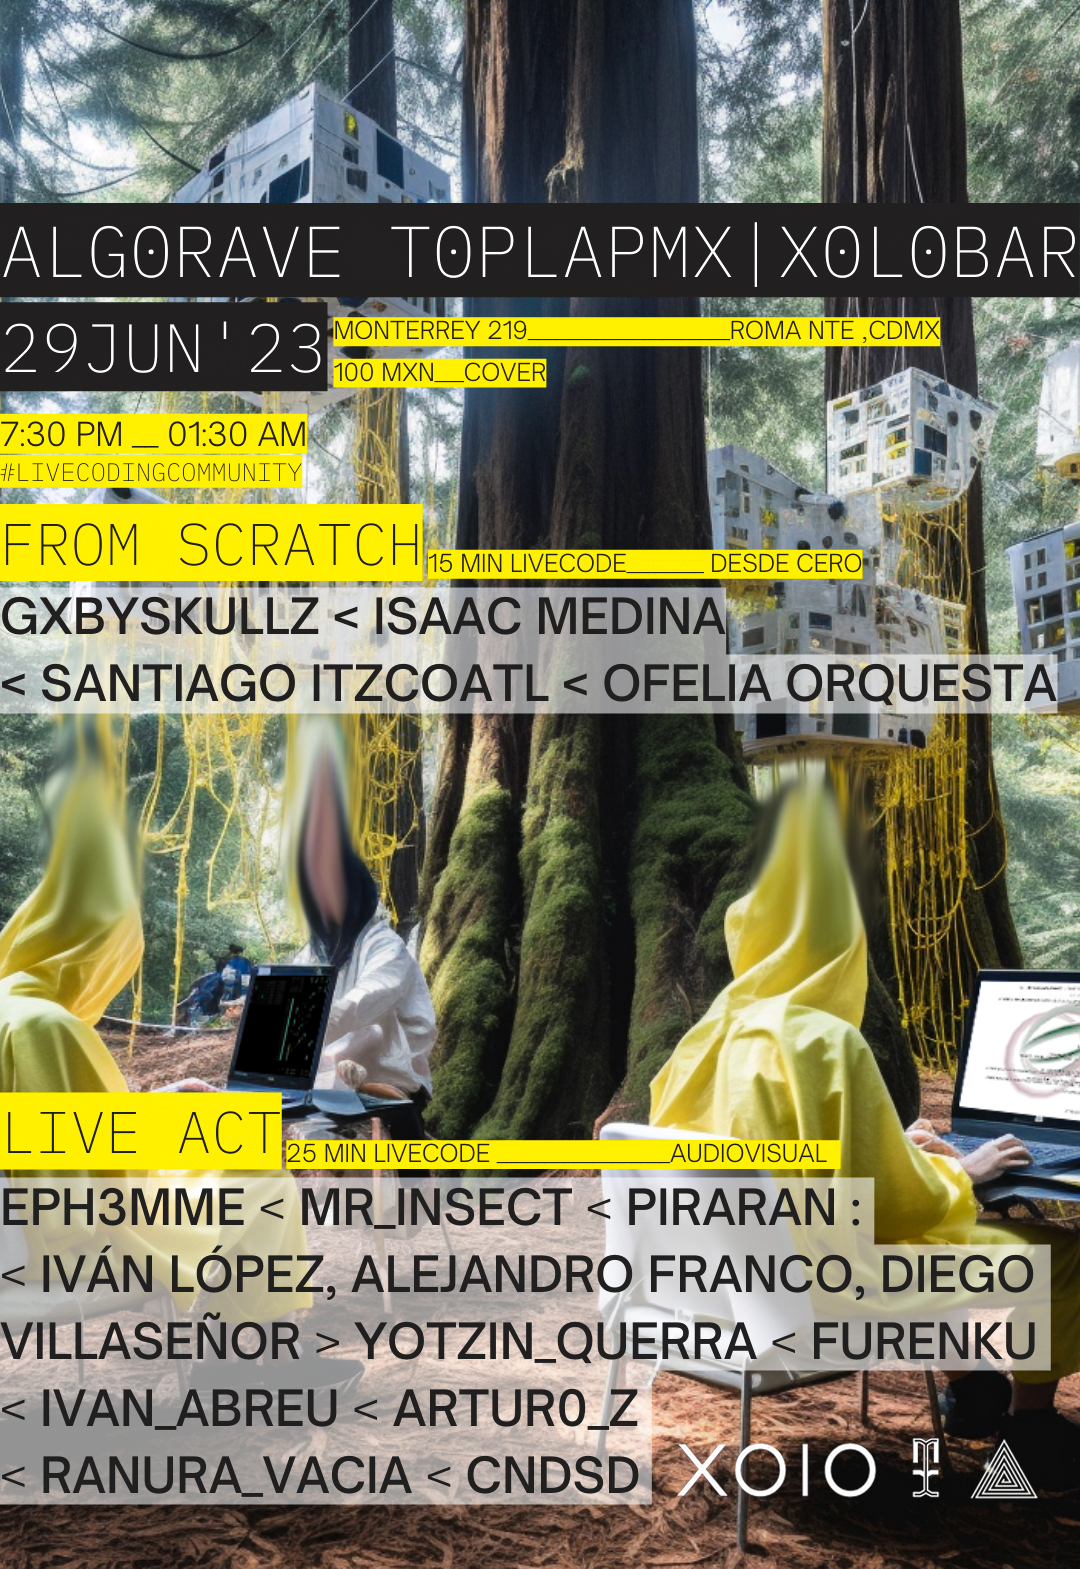 ALGORAVE TOPLAPMX|XOLOBAR
29JUN'23
MONTERREY 219_______________ROMA NTE ,CDMX
100 MXN__COVER
7:30 PM __ 01:30 AM
#LIVECODINGCOMMUNITY
FROM SCRATCH
15 MIN LIVECODE______ DESDE CERO
GXBYSKULLZ < ISAAC MEDINA
< SANTIAGO ITZCOATL < OFELIA ORQUESTA
LIVE ACT
25 MIN LIVECODE _____________AUDIOVISUAL
EPH3MME < MR_INSECT < PIRARAN :
< IVÁN LÓPEZ, ALEJANDRO FRANCO, DIEGO
VILLASEÑOR > YOTZIN_QUERRA < FURENKU
< IVAN_ABREU < ARTUR0_Z
< RANURA_VACIA < CNDSD
XOIO